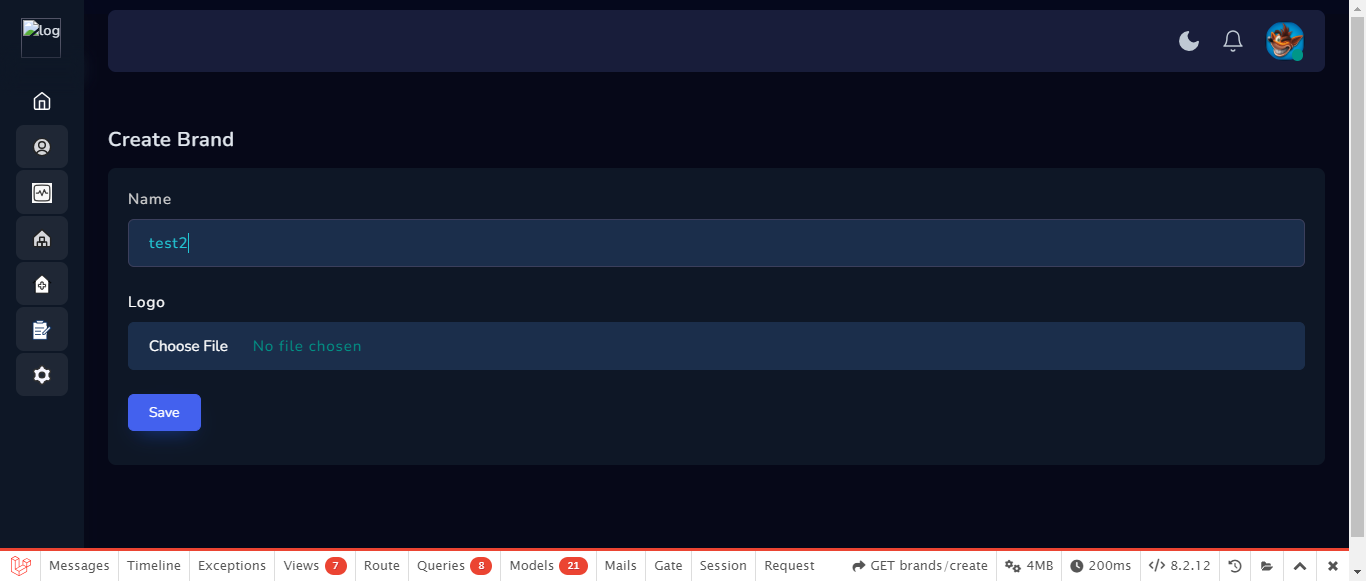 log
Create Brand
Name
test2
Logo
Choose File No file chosen
Save
Messages Timeline Exceptions Views 7 Route Queries 8 Models 21 Mails Gate Session Request GET brands/create 4MB 200ms </> 8.2.12